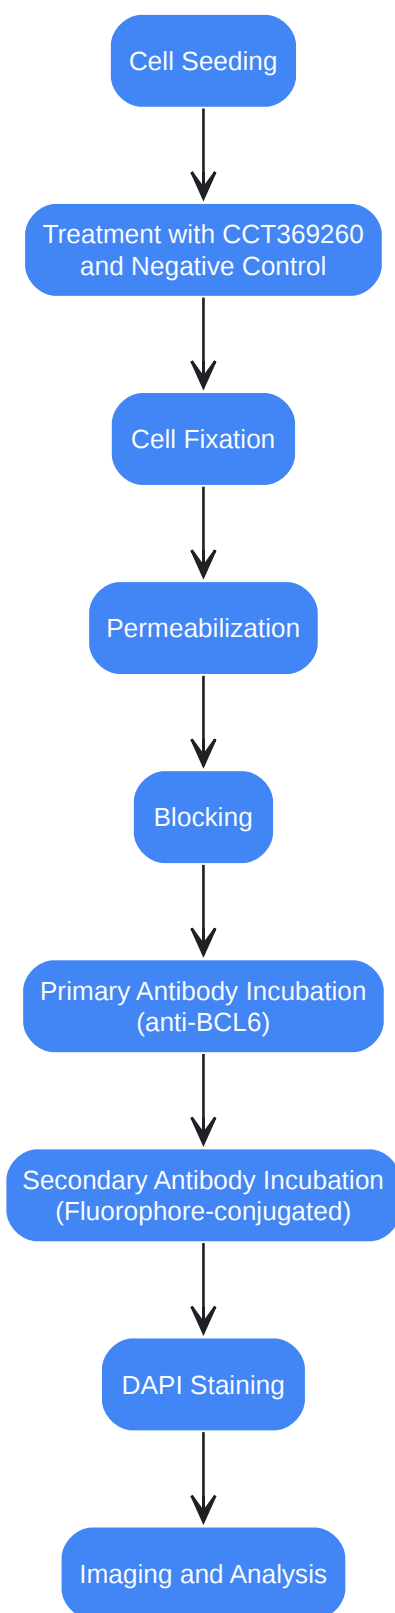 Cell Seeding
Treatment with CCT369260
and Negative Control
Cell Fixation
Permeabilization
Blocking
Primary Antibody Incubation
(anti-BCL6)
Secondary Antibody Incubation
(Fluorophore-conjugated)
DAPI Staining
Imaging and Analysis